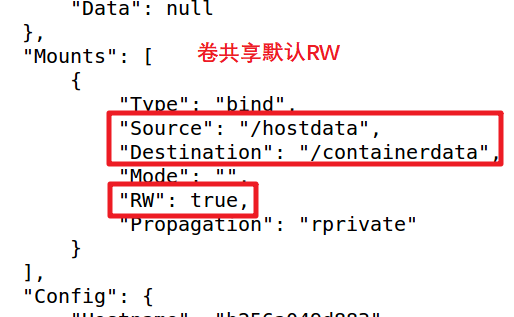 "Data": null
},
"Mounts": [
卷共享默认RW
{
"Type": "bind",
"Source": "/hostdata",
"Destination": "/containerdata",
"Mode": "",
"RW": true,
"Propagation": "rprivate"
}
],
"Config": {
"Hostname": "b256a049d883"